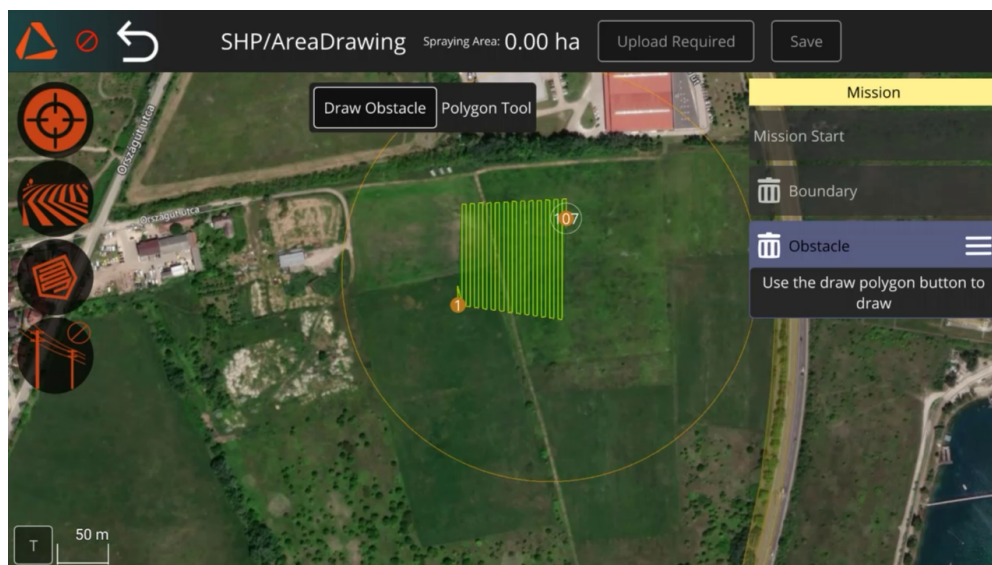 SHP/AreaDrawing Spraying Area: 0.00 ha Upload Required Save
Draw Obstacle Polygon Tool
Mission
Mission Start
Boundary
Obstacle
Use the draw polygon button to
draw
Országút utca
Országút utca
107
1
T
50 m